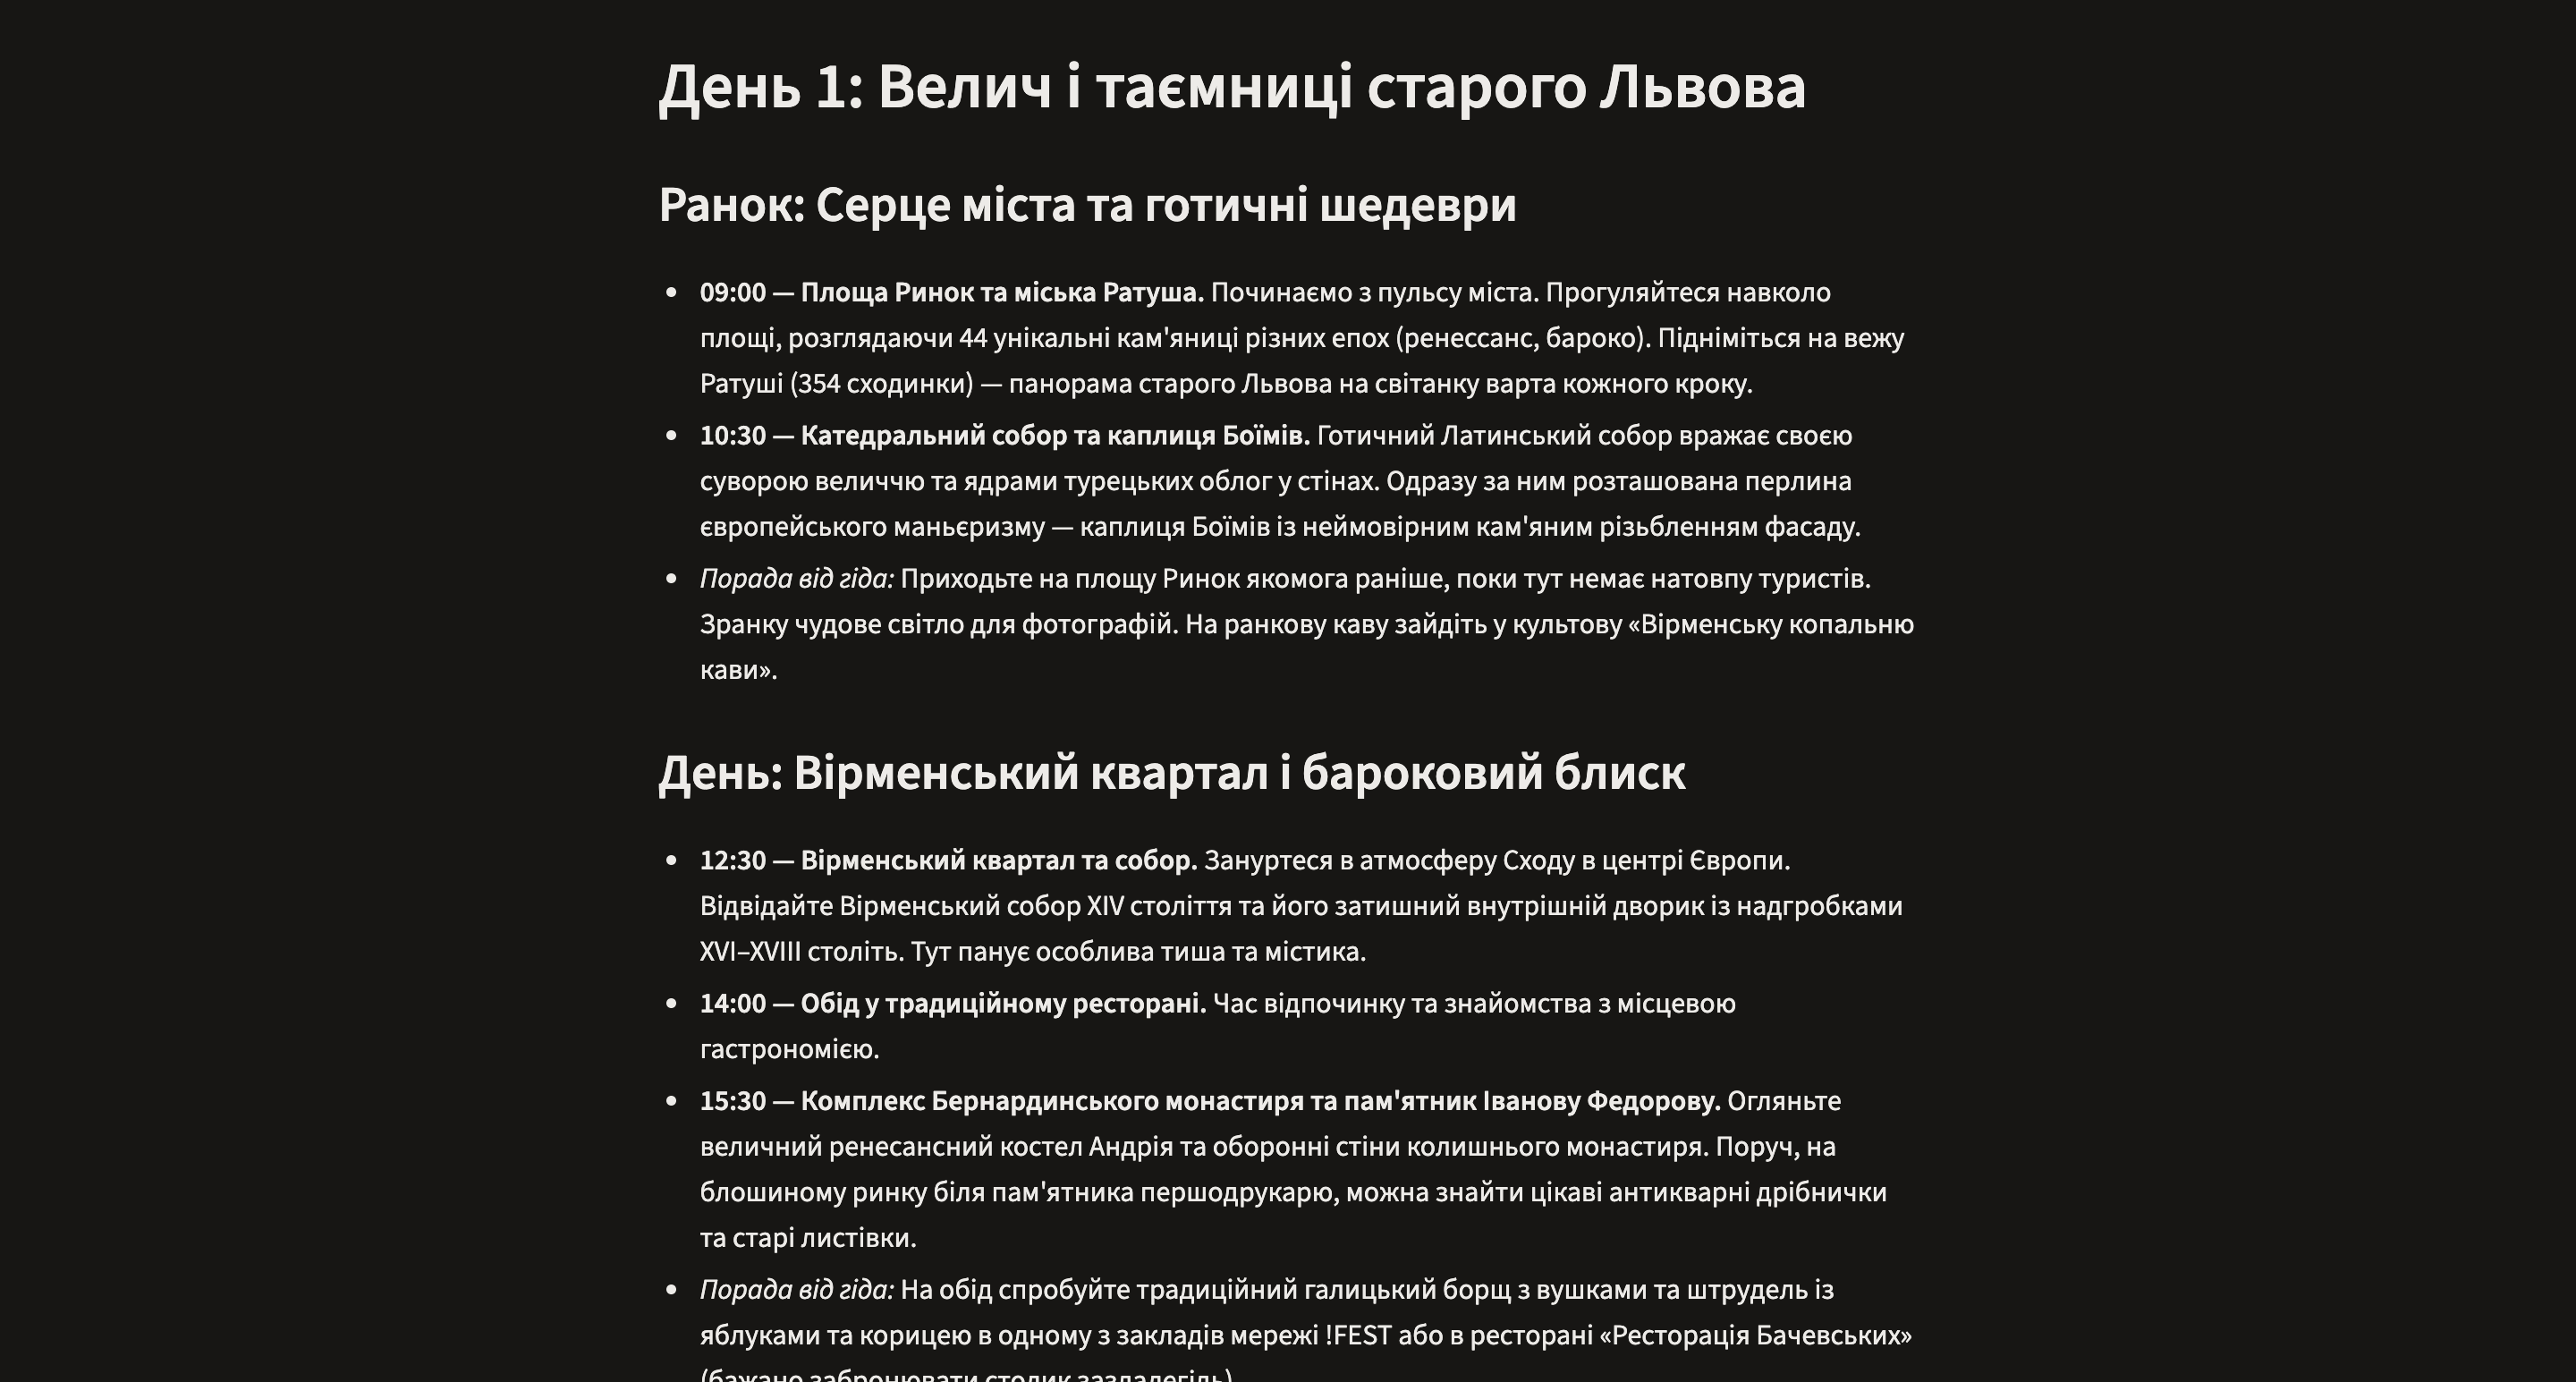 День 1: Велич і таємниці старого Львова
Ранок: Серце міста та готичні шедеври
• 09:00 — Площа Ринок та міська Ратуша. Починаємо з пульсу міста. Прогуляйтеся навколо
площі, розглядаючи 44 унікальні кам'яниці різних епох (ренессанс, бароко). Підніміться на вежу
Ратуші (354 сходинки) — панорама старого Львова на світанку варта кожного кроку.
• 10:30 — Катедральний собор та каплиця Боїмів. Готичний Латинський собор вражає своєю
суворою величчю та ядрами турецьких облог у стінах. Одразу за ним розташована перлина
європейського маньєризму — каплиця Боїмів із неймовірним кам'яним різьбленням фасаду.
• Порада від гіда: Приходьте на площу Ринок якомога раніше, поки тут немає натовпу туристів.
Зранку чудове світло для фотографій. На ранкову каву зайдіть у культову «Вірменську копальню
кави».
День: Вірменський квартал і бароковий блиск
• 12:30 — Вірменський квартал та собор. Зануртеся в атмосферу Сходу в центрі Європи.
Відвідайте Вірменський собор XIV століття та його затишний внутрішній дворик із надгробками
XVI–XVIII століть. Тут панує особлива тиша та містика.
• 14:00 — Обід у традиційному ресторані. Час відпочинку та знайомства з місцевою
гастрономією.
• 15:30 — Комплекс Бернардинського монастиря та пам'ятник Іванову Федорову. Огляньте
величний ренесансний костел Андрія та оборонні стіни колишнього монастиря. Поруч, на
блошиному ринку біля пам'ятника першодрукарю, можна знайти цікаві антикварні дрібнички
та старі листівки.
• Порада від гіда: На обід спробуйте традиційний галицький борщ з вушками та штрудель із
яблуками та корицею в одному з закладів мережі !FEST або в ресторані «Ресторація Бачевських»
(бажано забронювати столик заздалегідь).